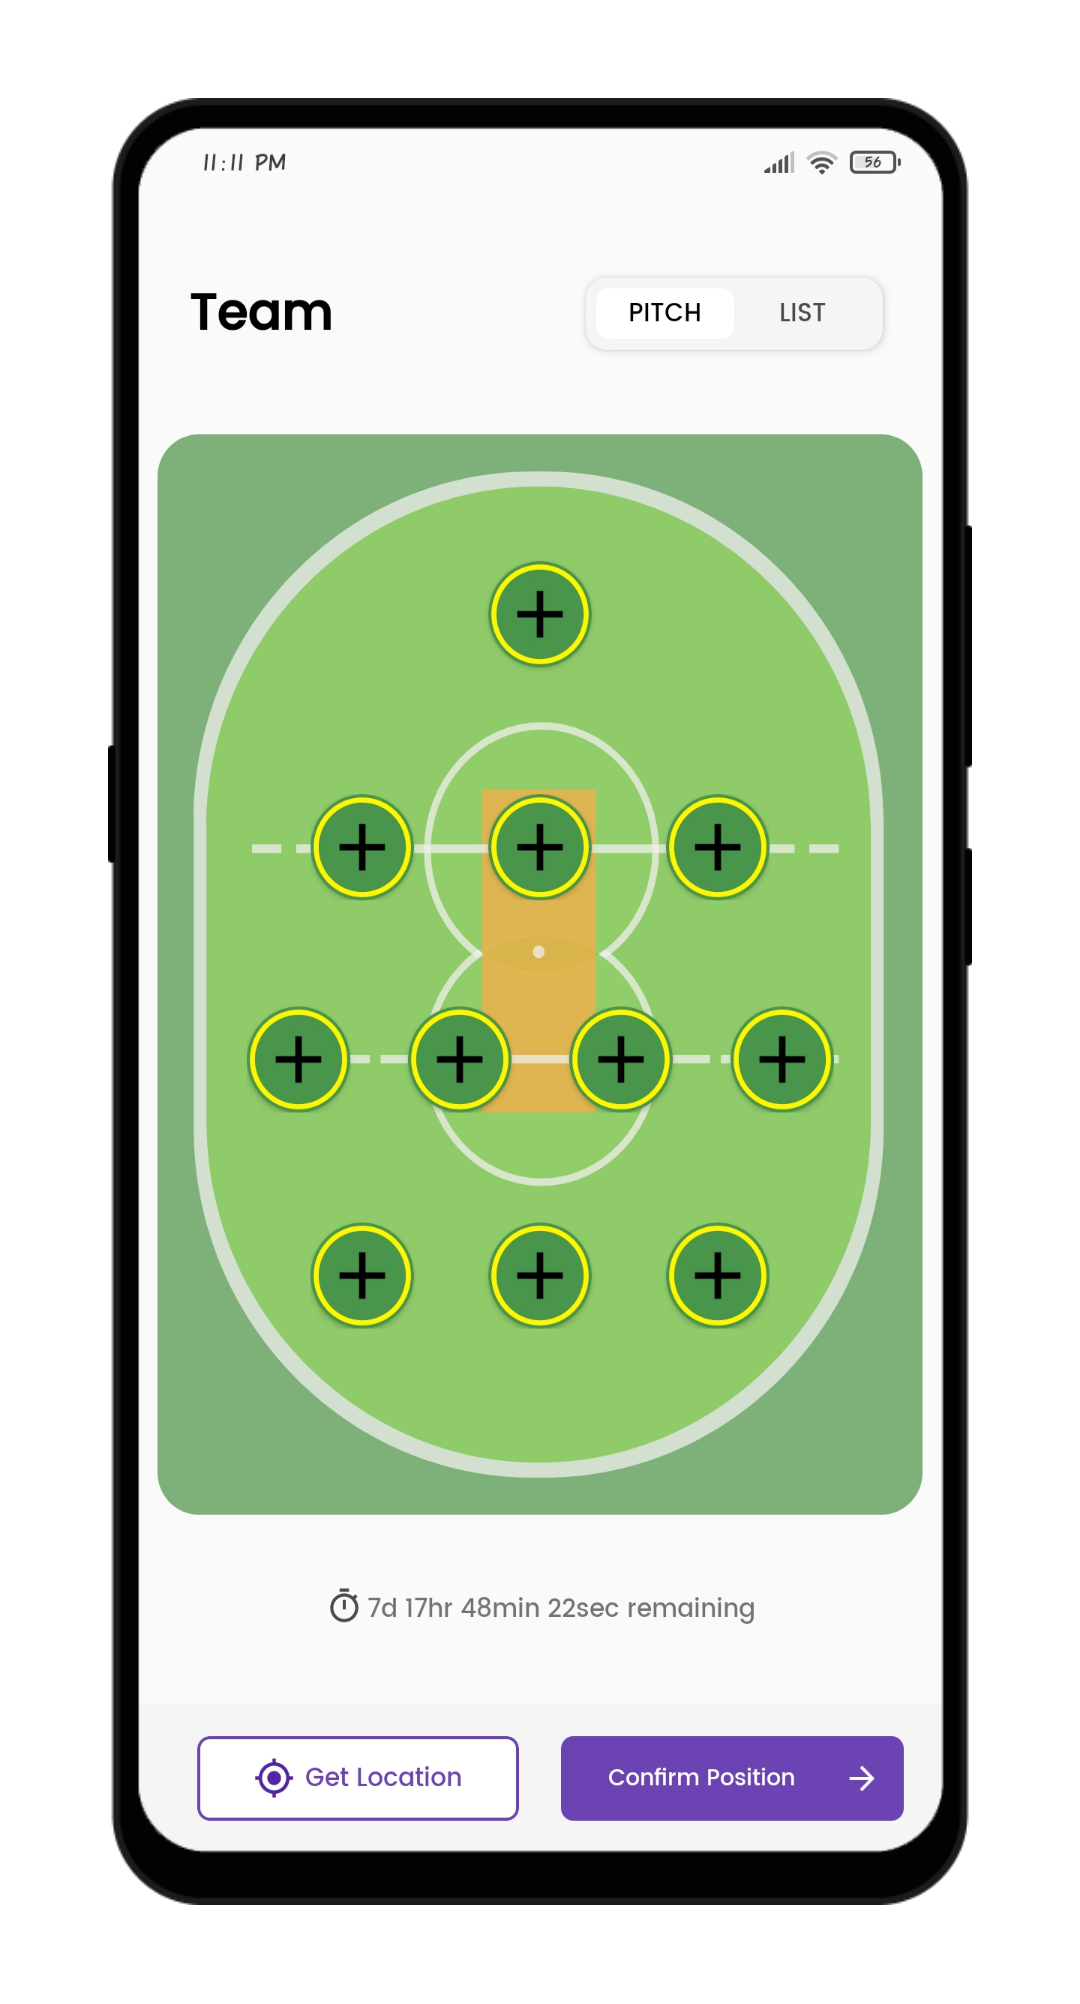 11:11 PM
56
Team
PITCH
LIST
7d 17hr 48min 22sec remaining
Get Location
Confirm Position